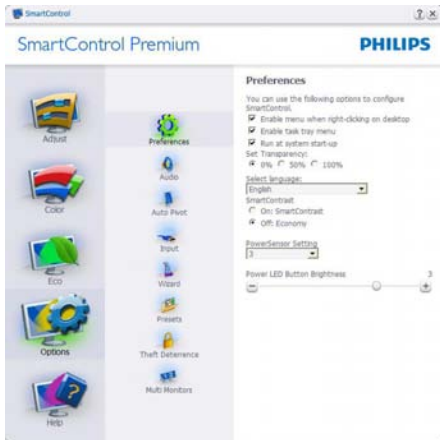 SmartControl
? x
SmartControl Premium
PHILIPS
Adjust
Color
Eco
Options
Help
Preferences
Audio
Auto Pivot
Input
Wizard
Presets
Theft Deterrence
Multi Monitors
Preferences
You can use the following options to configure
SmartControl.
Enable menu when right-clicking on desktop
Enable task tray menu
Run at system start-up
Set Transparency:
0% 50% 100%
Select language:
English
SmartContrast
On: SmartContrast
Off: Economy
PowerSensor Setting
3
Power LED Button Brightness 3